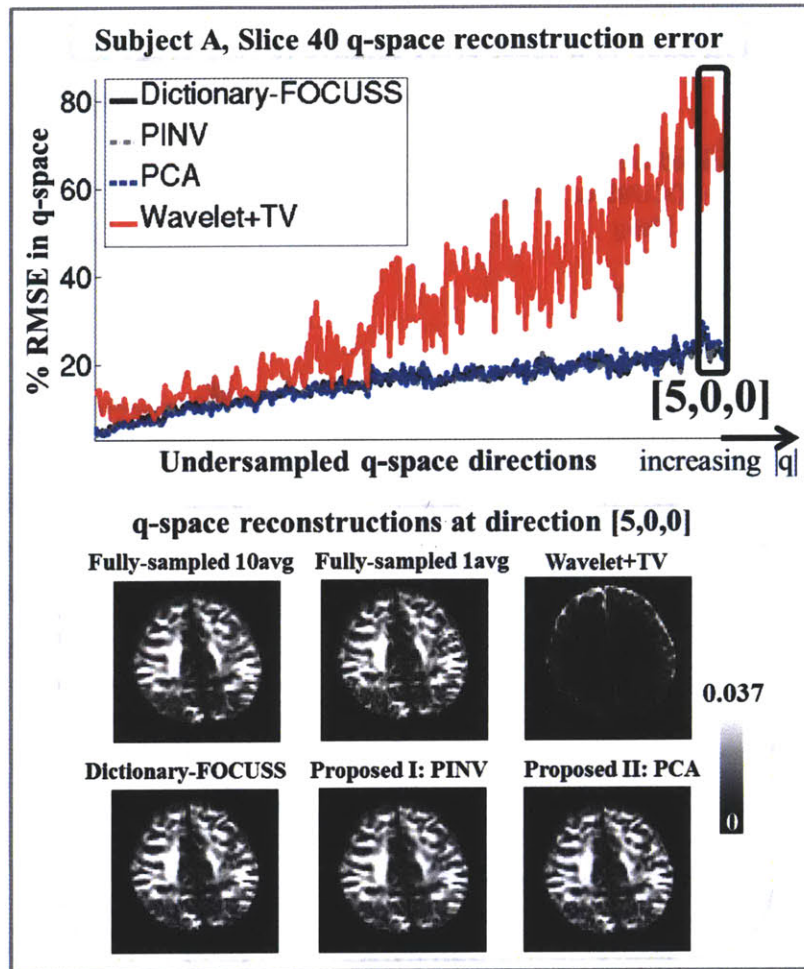 Subject A, Slice 40 q-space reconstruction error
% RMSE in q-space
80
60
40
20
Dictionary-FOCUSS
PINV
PCA
Wavelet+TV
[5,0,0]
Undersampled q-space directions
increasing |q|
q-space reconstructions at direction [5,0,0]
Fully-sampled 10avg
Fully-sampled 1avg
Wavelet+TV
0.037
0
Dictionary-FOCUSS
Proposed I: PINV
Proposed II: PCA